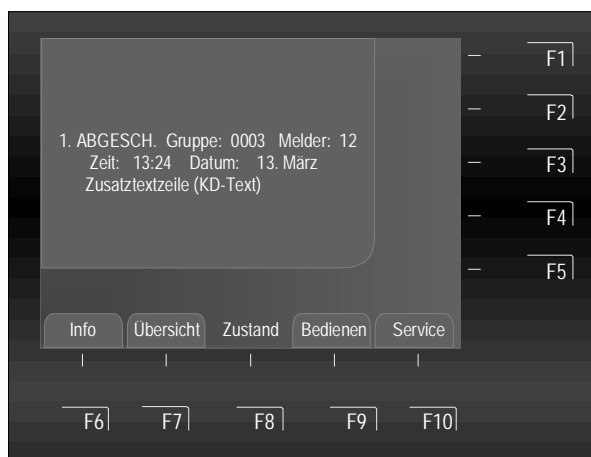 F1
F2
1. ABGESCH. Gruppe: 0003 Melder: 12
Zeit: 13:24 Datum: 13. März
F3
Zusatztextzeile (KD-Text)
F4
F5
Info Übersicht Zustand Bedienen Service
F6 F7 F8 F9 F10